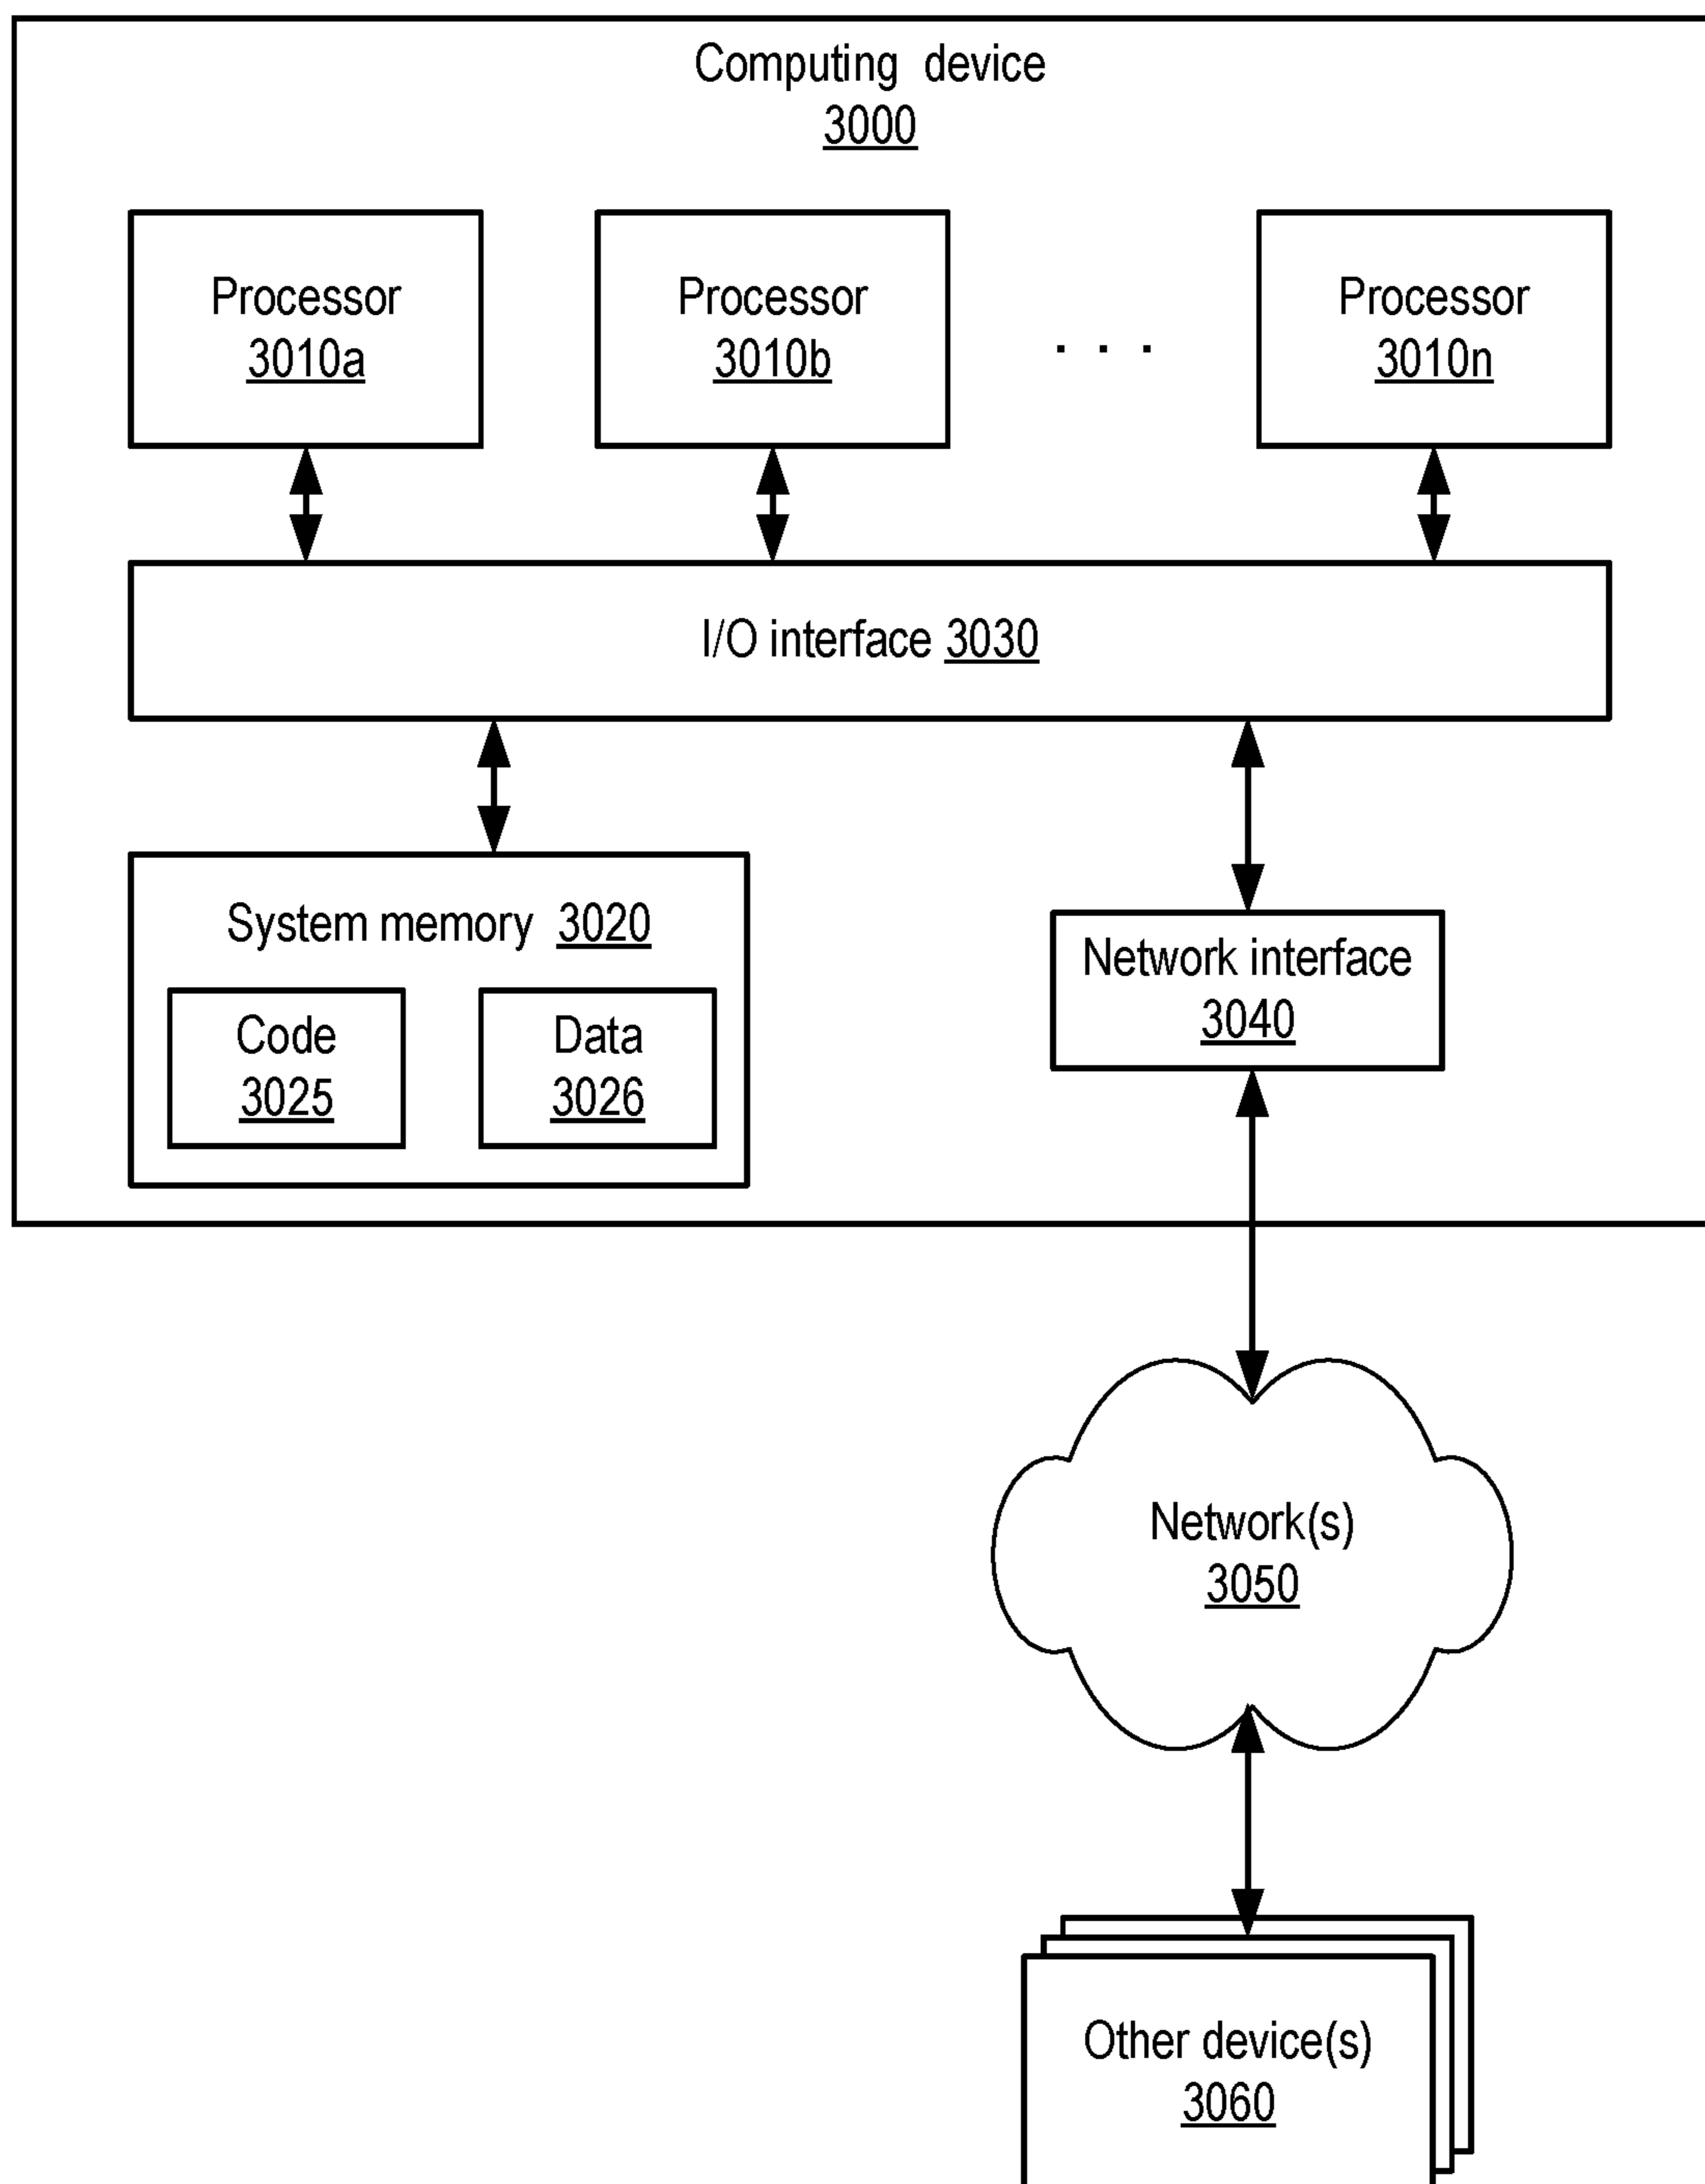 Computing device
3000
Processor
3010a
Processor
3010b
. . .
Processor
3010n
I/O interface 3030
System memory 3020
Code
3025
Data
3026
Network interface
3040
Network(s)
3050
Other device(s)
3060